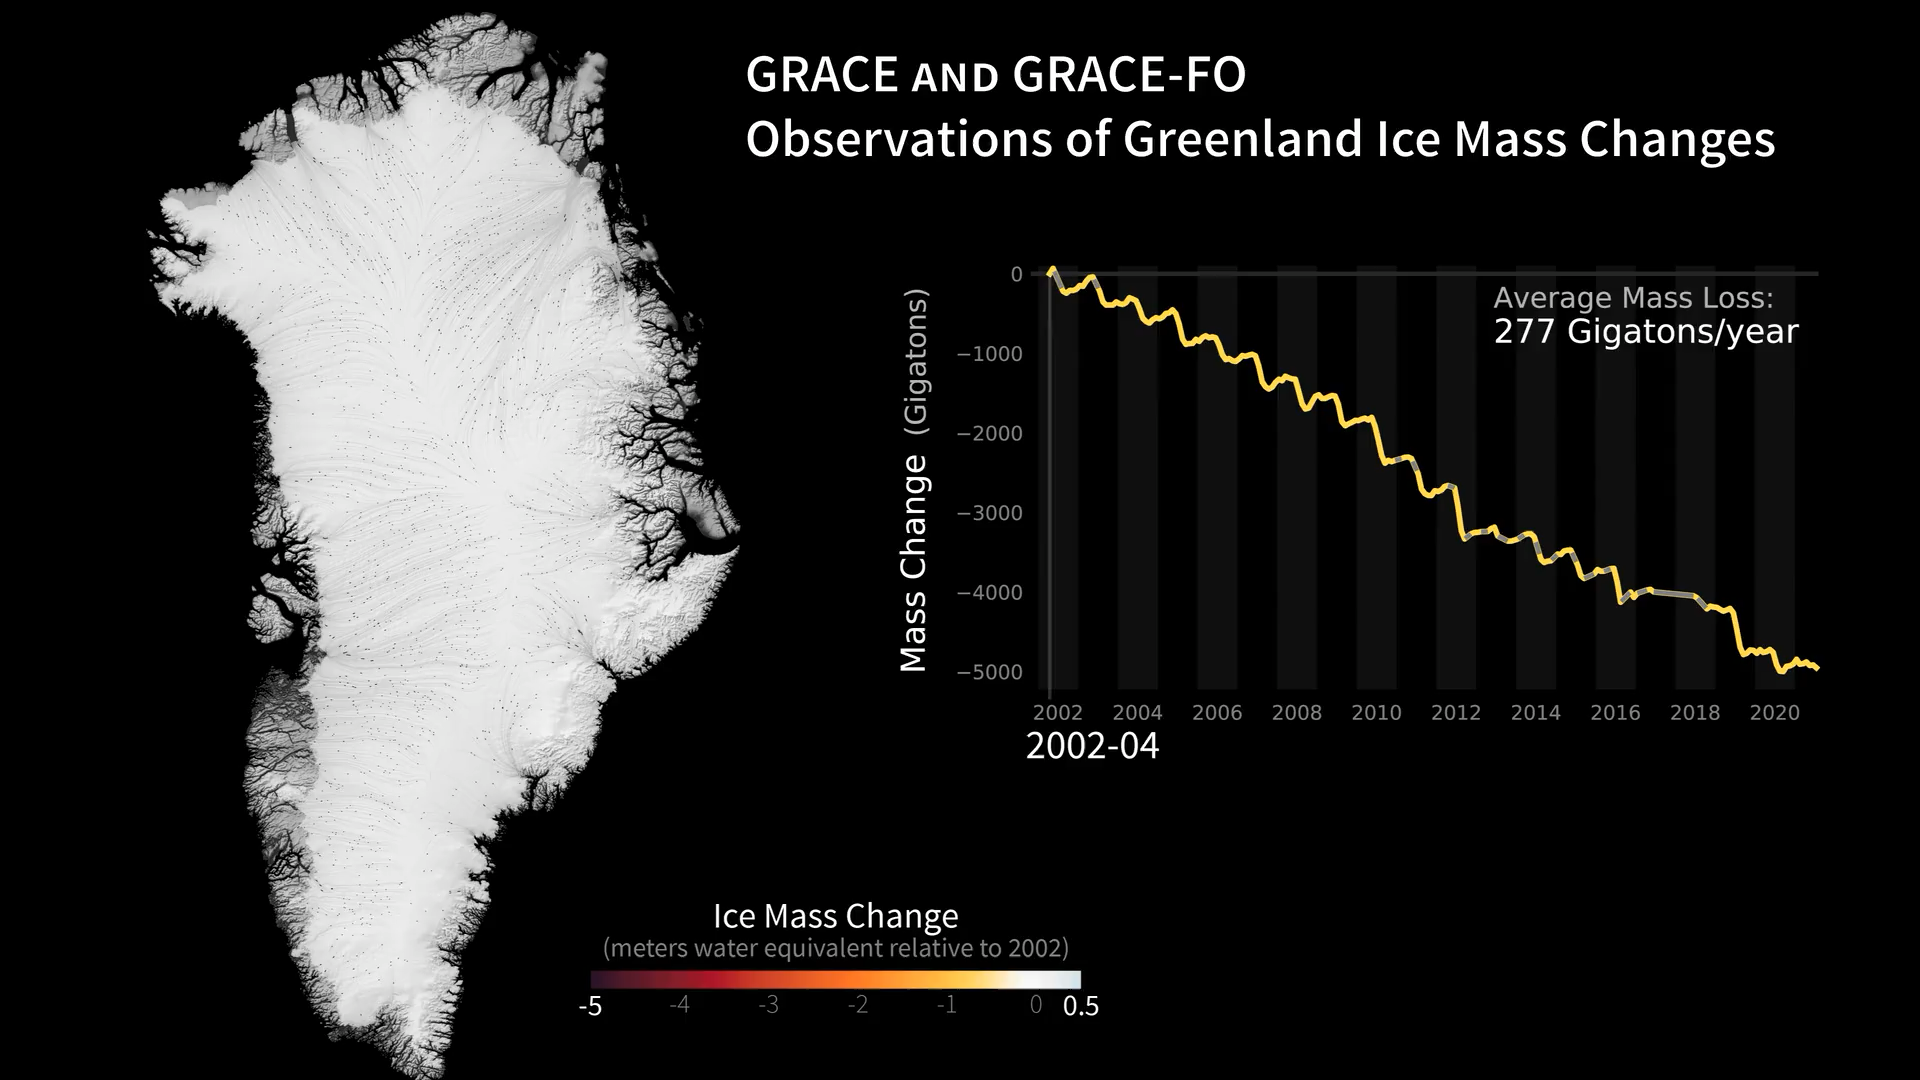 GRACE AND GRACE-FO
Observations of Greenland Ice Mass Changes
Average Mass Loss:
277 Gigatons/year
Mass Change (Gigatons)
0
−1000
−2000
−3000
−4000
−5000
2002 2004 2006 2008 2010 2012 2014 2016 2018 2020
2002-04
Ice Mass Change
(meters water equivalent relative to 2002)
-5 -4 -3 -2 -1 0 0.5